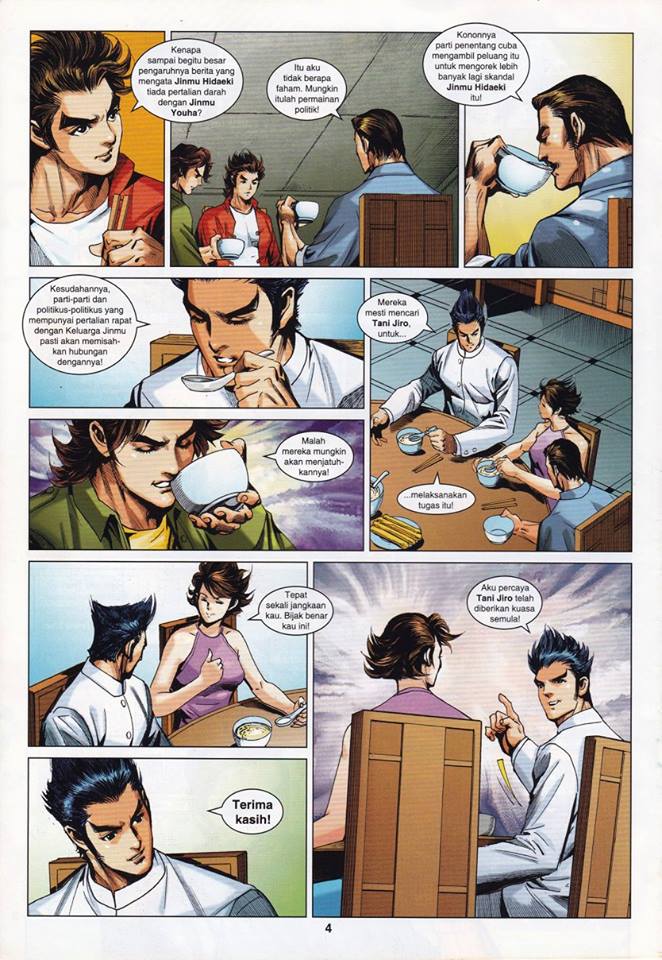 Kenapa
sampai begitu besar
pengaruhnya berita yang
mengata Jinmu Hidaeki
tiada pertalian darah
dengan Jinmu
Youha?
Itu aku
tidak berapa
faham. Mungkin
itulah permainan
politik!
Kononnya
parti penentang cuba
mengambil peluang itu
untuk mengorek lebih
banyak lagi skandal
Jinmu Hidaeki
itu!
Kesudahannya,
parti-parti dan
politikus-politikus yang
mempunyai pertalian rapat
dengan Keluarga Jinmu
pasti akan memisah-
kan hubungan
dengannya!
Malah
mereka mungkin
akan menjatuh-
kannya!
Mereka
mesti mencari
Tani Jiro,
untuk...
...melaksanakan
tugas itu!
Tepat
sekali jangkaan
kau. Bijak benar
kau ini!
Terima
kasih!
Aku percaya
Tani Jiro telah
diberikan kuasa
semula!
4